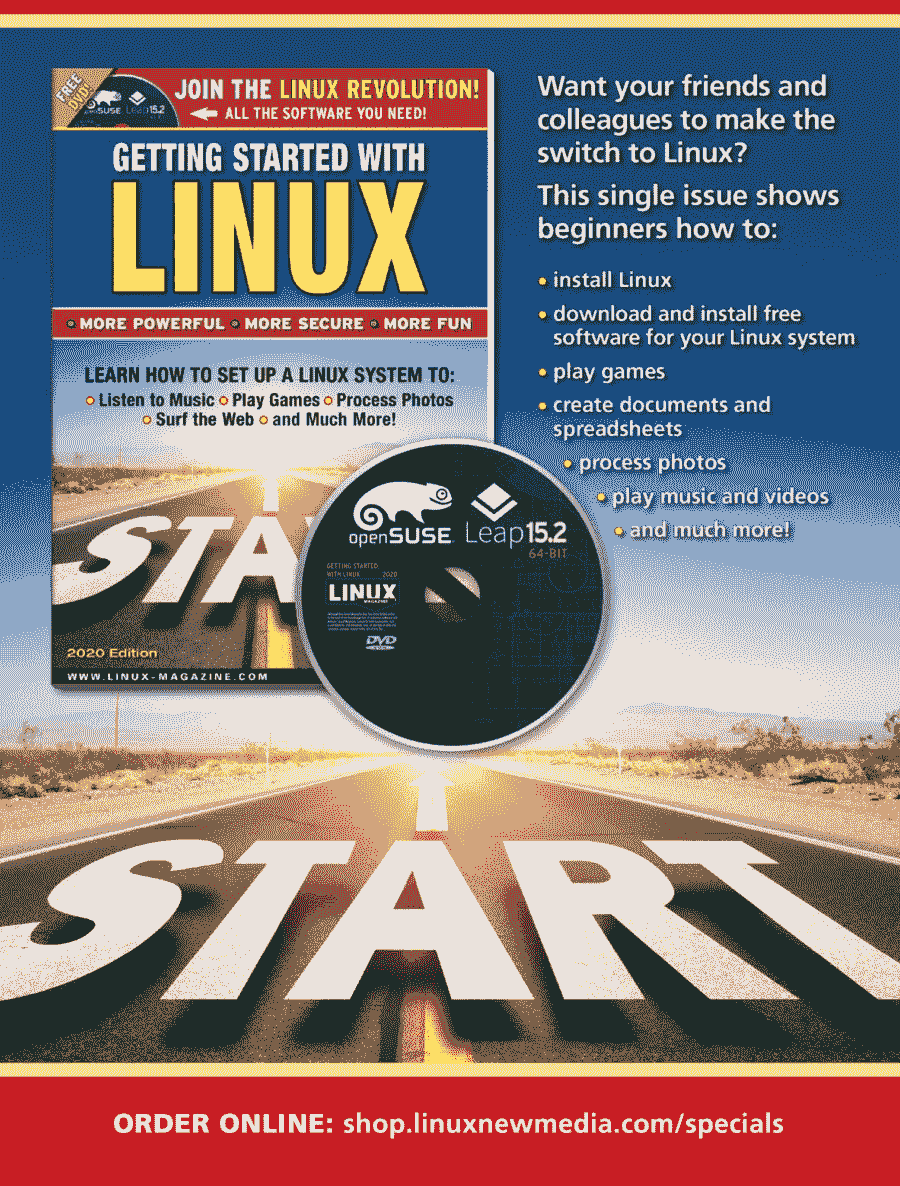 FREE
DVD!
openSUSE Leap 15.2
JOIN THE LINUX REVOLUTION!
ALL THE SOFTWARE YOU NEED!
GETTING STARTED WITH
LINUX
MORE POWERFUL • MORE SECURE • MORE FUN
LEARN HOW TO SET UP A LINUX SYSTEM TO:
• Listen to Music • Play Games • Process Photos
• Surf the Web • and Much More!
STA
2020 Edition
WWW.LINUX-MAGAZINE.COM
openSUSE Leap 15.2
64-BIT
GETTING STARTED
WITH LINUX 2020
LINUX
MAGAZINE
DVD
Want your friends and
colleagues to make the
switch to Linux?
This single issue shows
beginners how to:
• install Linux
• download and install free
software for your Linux system
• play games
• create documents and
spreadsheets
• process photos
• play music and videos
• and much more!
START
ORDER ONLINE: shop.linuxnewmedia.com/specials